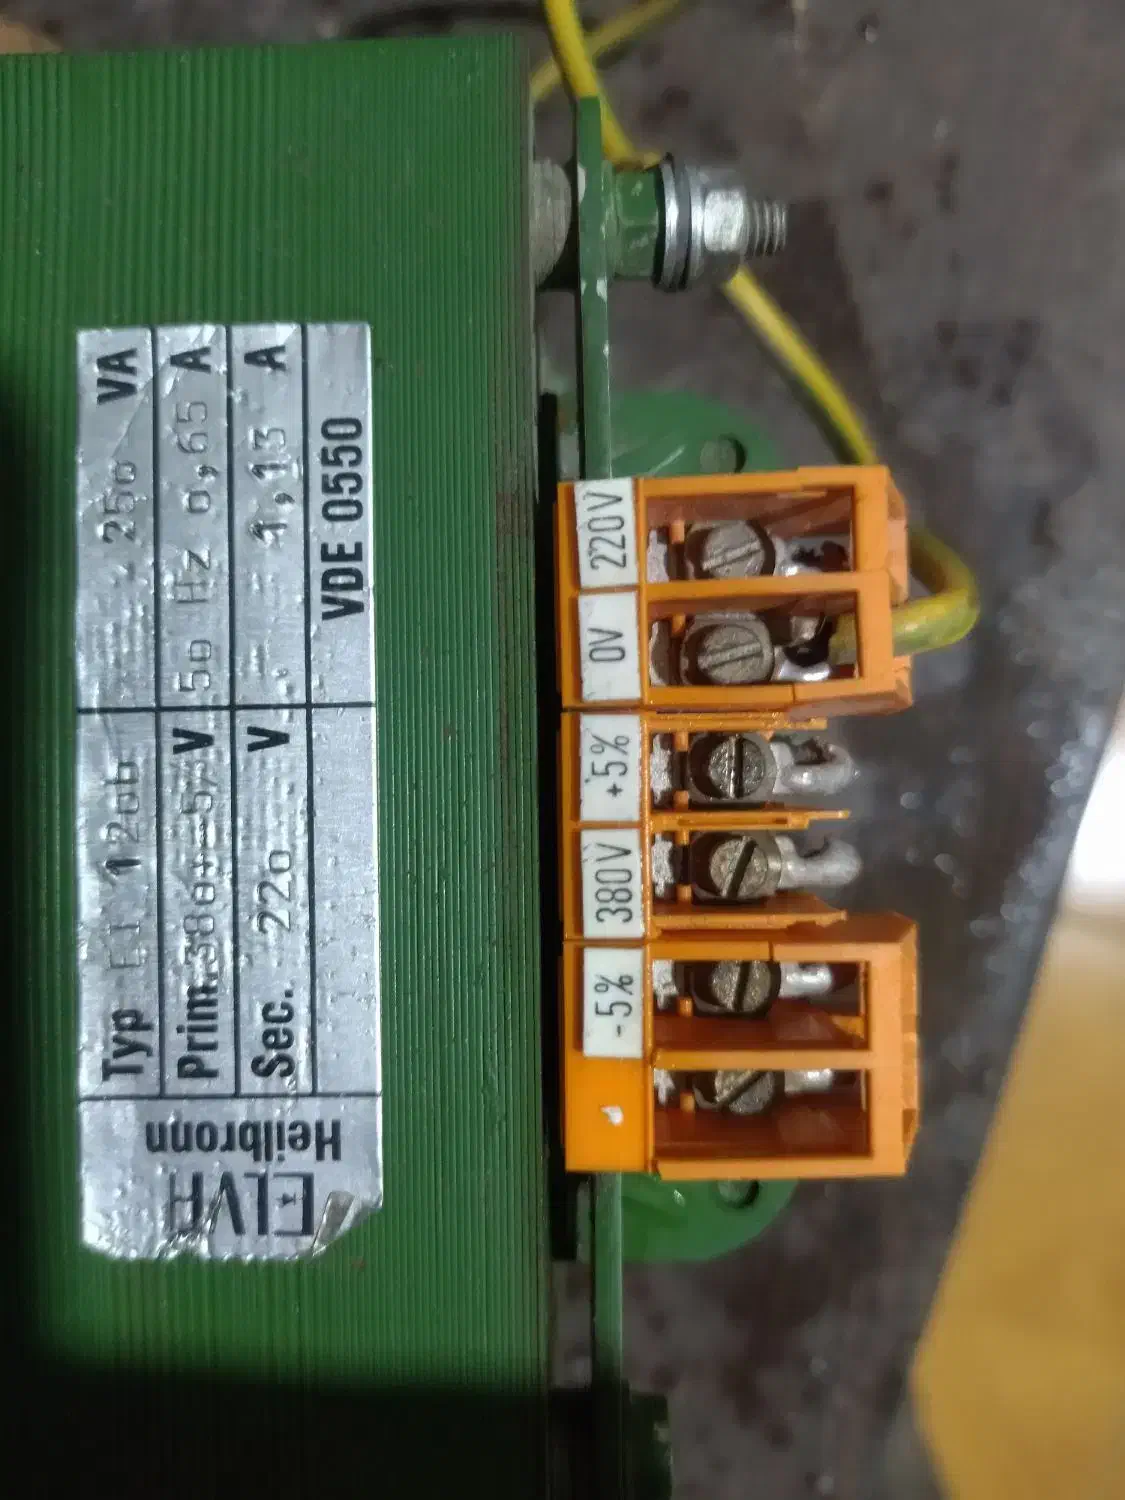 Typ EI 120b 250 VA
Prim. 380+-5% V 50 Hz 0,65 A
Sec. 220 V = 1,13 A
VDE 0550
Heilbronn
220V
0V
+5%
380V
-5%